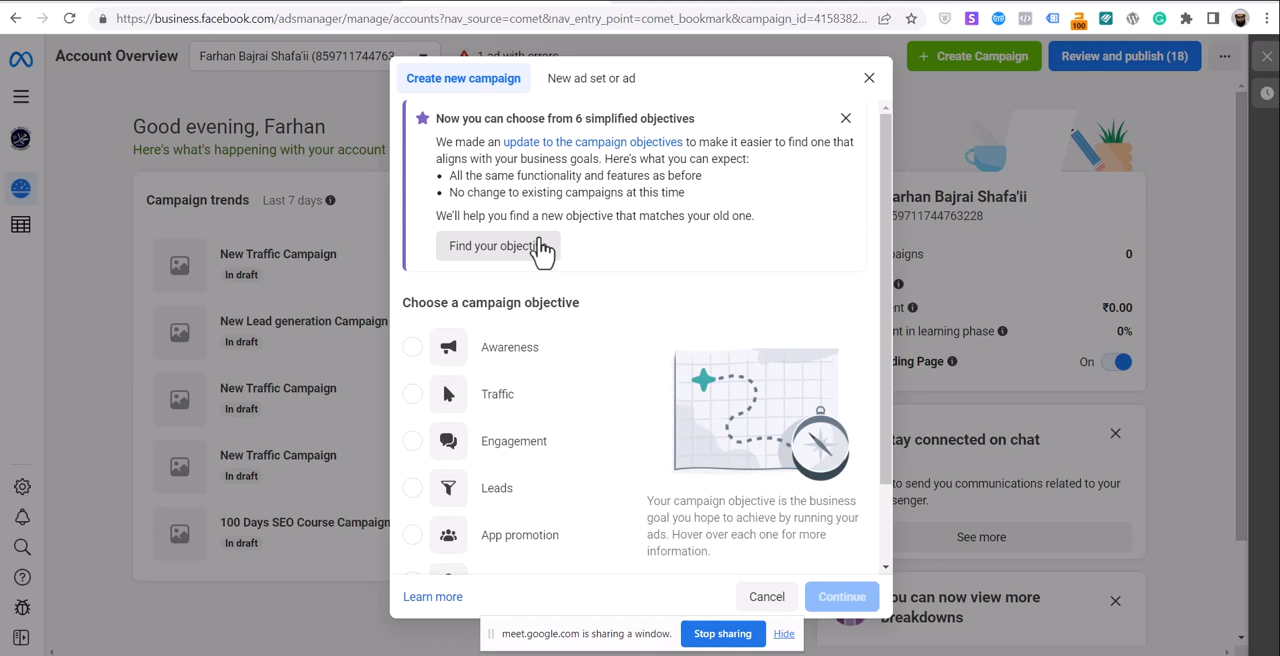 https://business.facebook.com/adsmanager/manage/accounts?nav_source=comet&nav_entry_point=comet_bookmark&campaign_id=4158382...
100
Account Overview
Farhan Bajrai Shafa'ii (859711744763
1 ad with errors
+ Create Campaign
Review and publish (18)
Good evening, Farhan
Here's what's happening with your account
Campaign trends Last 7 days
New Traffic Campaign
In draft
New Lead generation Campaign
In draft
New Traffic Campaign
In draft
New Traffic Campaign
In draft
100 Days SEO Course Campaign
In draft
Create new campaign
New ad set or ad
Now you can choose from 6 simplified objectives
We made an update to the campaign objectives to make it easier to find one that
aligns with your business goals. Here's what you can expect:
• All the same functionality and features as before
• No change to existing campaigns at this time
We'll help you find a new objective that matches your old one.
Find your objecti
Choose a campaign objective
Awareness
Traffic
Engagement
Leads
App promotion
Your campaign objective is the business
goal you hope to achieve by running your
ads. Hover over each one for more
information.
Learn more
Cancel
Continue
meet.google.com is sharing a window.
Stop sharing
Hide
arhan Bajrai Shafa'ii
59711744763228
aigns 0
nt ₹0.00
nt in learning phase 0%
ding Page On
tay connected on chat
to send you communications related to your
senger.
See more
ou can now view more
breakdowns